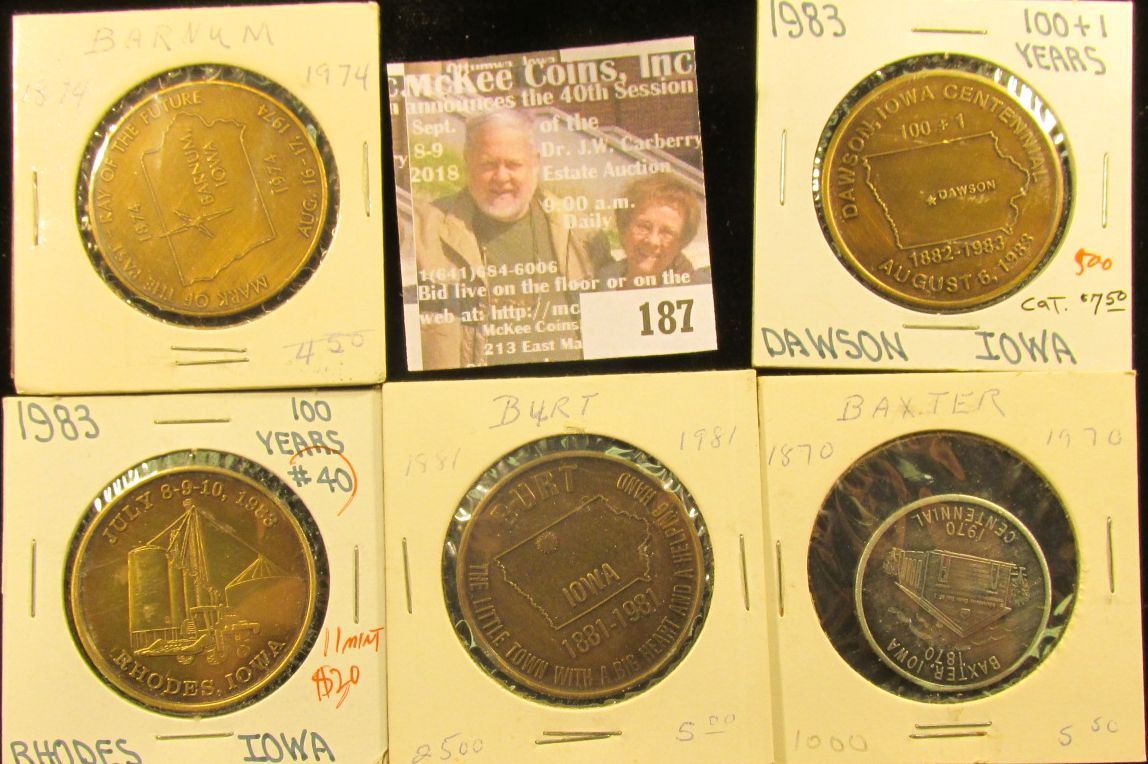 BARNUM
1874 1974
RAY OF THE FUTURE
AUG. 16-17, 1974
BARNUM
IOWA
1874
1974
MARK OF THE PAST
4 50
Ottumwa, Iowa
McKee Coins, Inc
announces the 40th Session
Sept. of the
8-9 Dr. J.W. Carberry
2018 Estate Auction
9:00 a.m.
Daily
1(641)684-6006
Bid live on the floor or on the
web at: http://mc
McKee Coins
213 East Ma
187
1983 100+1
YEARS
DAWSON, IOWA CENTENNIAL
100 + 1
DAWSON
1882-1983
AUGUST 6, 1983
500
CAT. $7.50
DAWSON IOWA
1983 100
YEARS
#40
JULY 8-9-10, 1983
RHODES, IOWA
11 MINT
$20
RHODES IOWA
BURT
1881 1981
BURT
IOWA
1881-1981
THE LITTLE TOWN WITH A BIG HEART AND A HELPING HAND
2500 5 00
BAXTER
1870 1970
CENTENNIAL
1970
BAXTER, IOWA
1870
1000 5 50